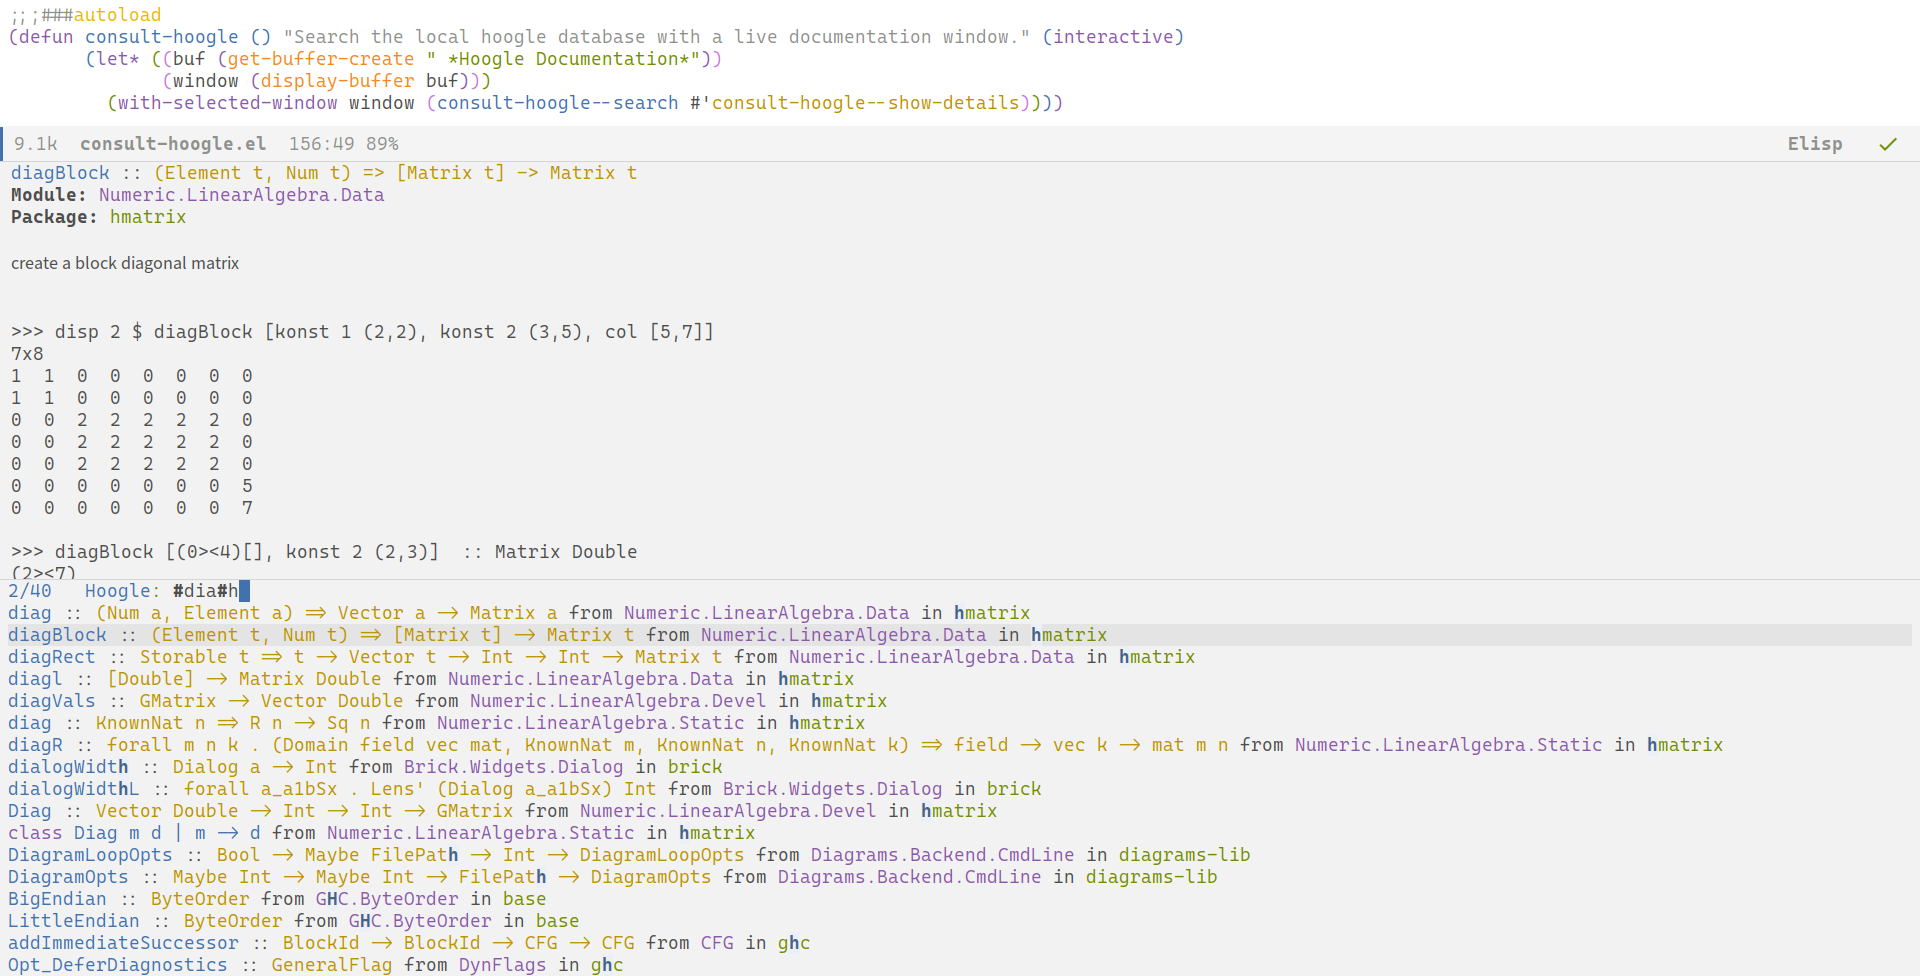 ;;;###autoload
(defun consult-hoogle () "Search the local hoogle database with a live documentation window." (interactive)
(let* ((buf (get-buffer-create " *Hoogle Documentation*"))
(window (display-buffer buf)))
(with-selected-window window (consult-hoogle--search #'consult-hoogle--show-details))))
9.1k consult-hoogle.el 156:49 89% Elisp ✓
diagBlock :: (Element t, Num t) => [Matrix t] -> Matrix t
Module: Numeric.LinearAlgebra.Data
Package: hmatrix
create a block diagonal matrix
>>> disp 2 $ diagBlock [konst 1 (2,2), konst 2 (3,5), col [5,7]]
7x8
1 1 0 0 0 0 0 0
1 1 0 0 0 0 0 0
0 0 2 2 2 2 2 0
0 0 2 2 2 2 2 0
0 0 2 2 2 2 2 0
0 0 0 0 0 0 0 5
0 0 0 0 0 0 0 7
>>> diagBlock [(0><4)[], konst 2 (2,3)] :: Matrix Double
(2><7)
2/40 Hoogle: #dia#h
diag :: (Num a, Element a) ⇒ Vector a → Matrix a from Numeric.LinearAlgebra.Data in hmatrix
diagBlock :: (Element t, Num t) ⇒ [Matrix t] → Matrix t from Numeric.LinearAlgebra.Data in hmatrix
diagRect :: Storable t ⇒ t → Vector t → Int → Int → Matrix t from Numeric.LinearAlgebra.Data in hmatrix
diagl :: [Double] → Matrix Double from Numeric.LinearAlgebra.Data in hmatrix
diagVals :: GMatrix → Vector Double from Numeric.LinearAlgebra.Devel in hmatrix
diag :: KnownNat n ⇒ R n → Sq n from Numeric.LinearAlgebra.Static in hmatrix
diagR :: forall m n k . (Domain field vec mat, KnownNat m, KnownNat n, KnownNat k) ⇒ field → vec k → mat m n from Numeric.LinearAlgebra.Static in hmatrix
dialogWidth :: Dialog a → Int from Brick.Widgets.Dialog in brick
dialogWidthL :: forall a_a1bSx . Lens' (Dialog a_a1bSx) Int from Brick.Widgets.Dialog in brick
Diag :: Vector Double → Int → Int → GMatrix from Numeric.LinearAlgebra.Devel in hmatrix
class Diag m d | m → d from Numeric.LinearAlgebra.Static in hmatrix
DiagramLoopOpts :: Bool → Maybe FilePath → Int → DiagramLoopOpts from Diagrams.Backend.CmdLine in diagrams-lib
DiagramOpts :: Maybe Int → Maybe Int → FilePath → DiagramOpts from Diagrams.Backend.CmdLine in diagrams-lib
BigEndian :: ByteOrder from GHC.ByteOrder in base
LittleEndian :: ByteOrder from GHC.ByteOrder in base
addImmediateSuccessor :: BlockId → BlockId → CFG → CFG from CFG in ghc
Opt_DeferDiagnostics :: GeneralFlag from DynFlags in ghc